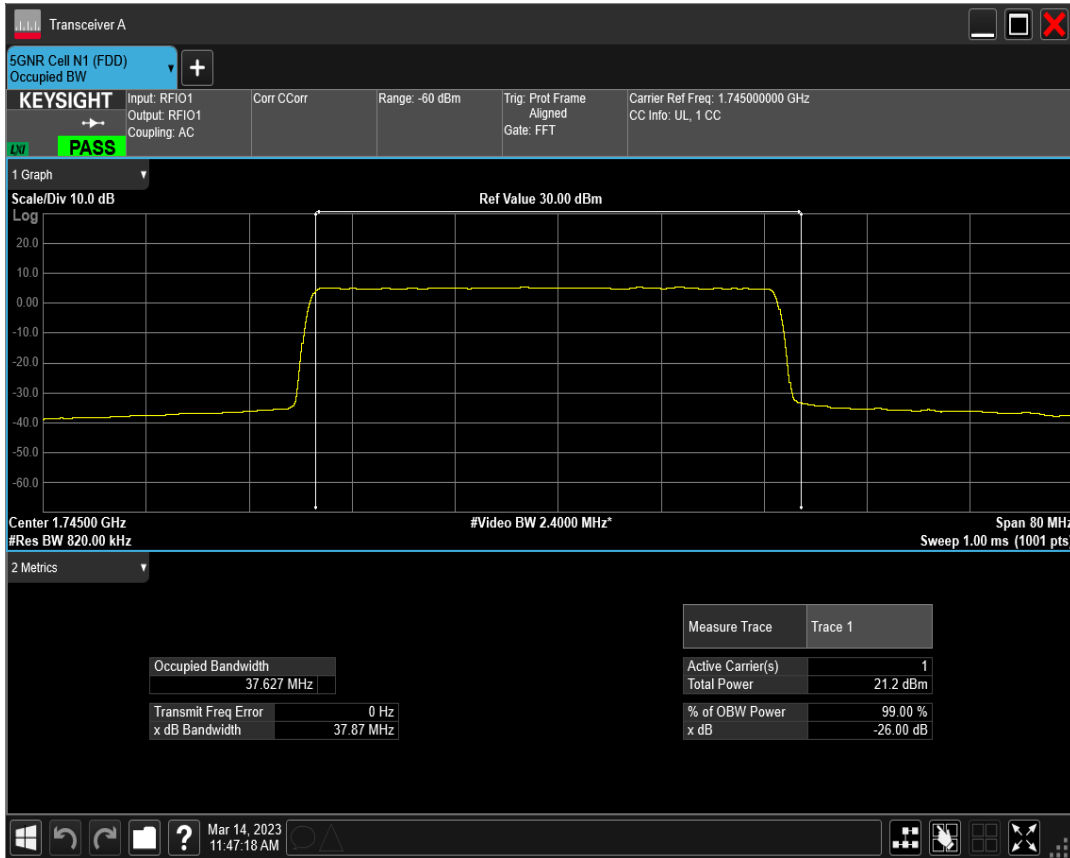 Transceiver A
5GNR Cell N1 (FDD)
Occupied BW
+
KEYSIGHT
LXI
PASS
Input: RFIO1
Output: RFIO1
Coupling: AC
Corr CCorr
Range: -60 dBm
Trig: Prot Frame
Aligned
Gate: FFT
Carrier Ref Freq: 1.745000000 GHz
CC Info: UL, 1 CC
1 Graph
Scale/Div 10.0 dB
Ref Value 30.00 dBm
Log
20.0
10.0
0.00
-10.0
-20.0
-30.0
-40.0
-50.0
-60.0
Center 1.74500 GHz
#Video BW 2.4000 MHz*
Span 80 MHz
#Res BW 820.00 kHz
Sweep 1.00 ms (1001 pts)
2 Metrics
Measure Trace Trace 1
Occupied Bandwidth
37.627 MHz
Active Carrier(s) 1
Total Power 21.2 dBm
Transmit Freq Error 0 Hz
x dB Bandwidth 37.87 MHz
% of OBW Power 99.00 %
x dB -26.00 dB
?
Mar 14, 2023
11:47:18 AM